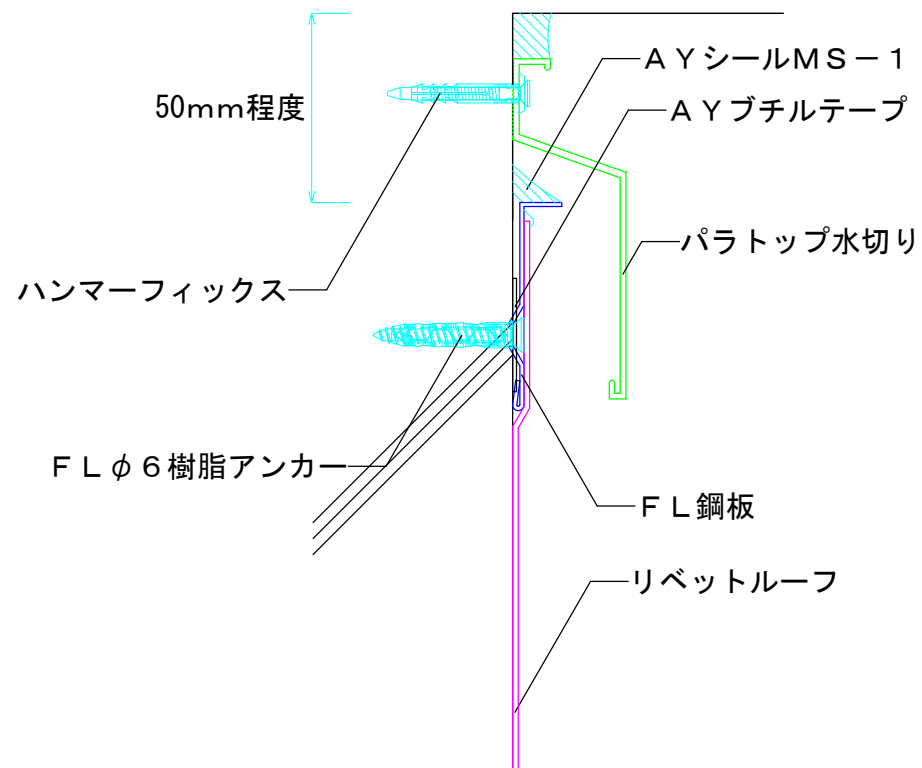 AYシールMS-1
50mm程度
AYブチルテープ
パラトップ水切り
ハンマーフィックス
FLφ6樹脂アンカー
FL鋼板
リベットルーフ